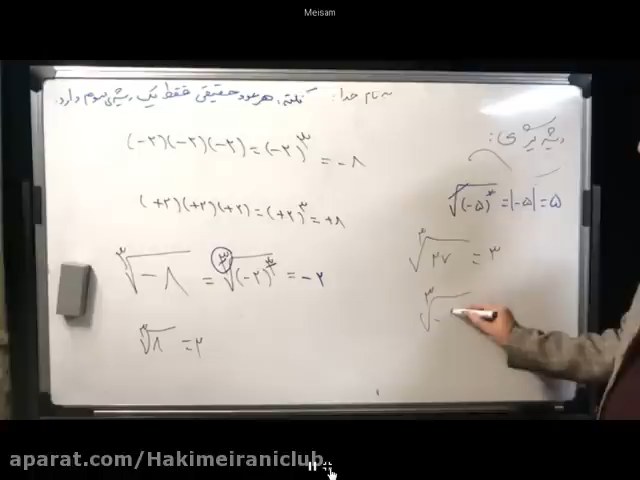 Meisam
به نام خدا: نکته: هر عدد حقیقی فقط یک ریشه‌ی سوم دارد.
(-۲)(-۲)(-۲) = (-۲)^۳ = -۸
(+۲)(+۲)(+۲) = (+۲)^۳ = +۸
∛-۸ = ∛(-۲)^۳ = -۲
∛۸ = ۲
ریشه گیری:
√(-۵)^۲ = |-۵| = ۵
∛۲۷ = ۳
∛-
aparat.com/Hakimeiraniclub